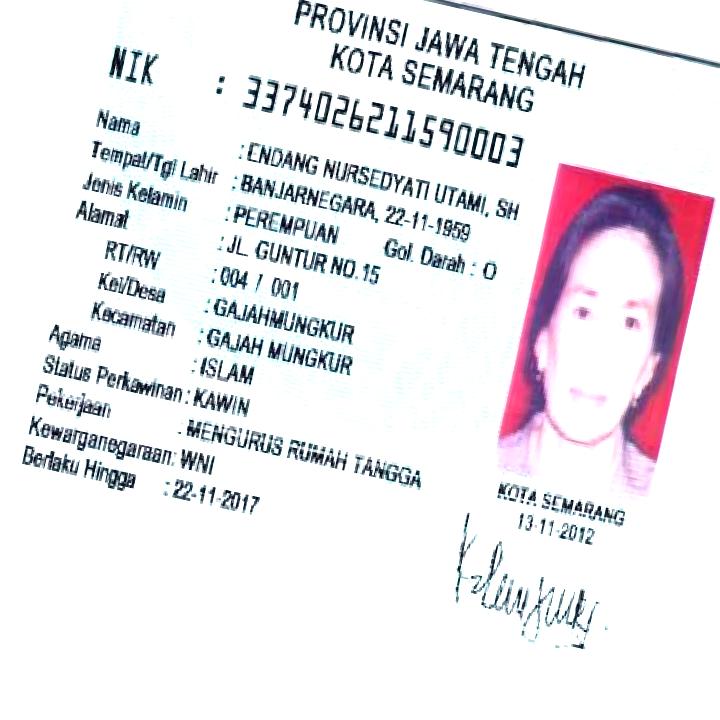 PROVINSI JAWA TENGAH
KOTA SEMARANG
NIK : 3374026211590003
Nama : ENDANG NURSEDYATI UTAMI, SH
Tempat/Tgl Lahir : BANJARNEGARA, 22-11-1959
Jenis Kelamin : PEREMPUAN Gol. Darah : O
Alamat : JL. GUNTUR NO.15
RT/RW : 004 / 001
Kel/Desa : GAJAHMUNGKUR
Kecamatan : GAJAH MUNGKUR
Agama : ISLAM
Status Perkawinan : KAWIN
Pekerjaan : MENGURUS RUMAH TANGGA
Kewarganegaraan: WNI
Berlaku Hingga : 22-11-2017
KOTA SEMARANG
13-11-2012